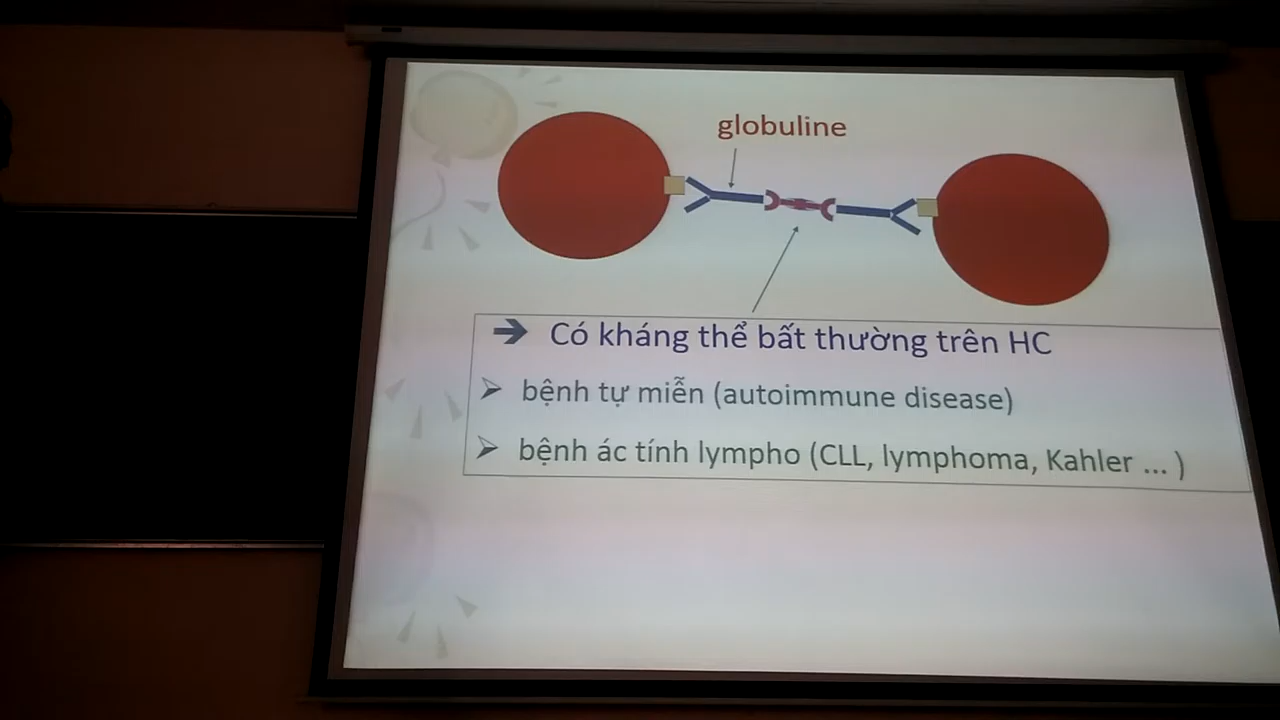 globuline
➔ Có kháng thể bất thường trên HC
➢ bệnh tự miễn (autoimmune disease)
➢ bệnh ác tính lympho (CLL, lymphoma, Kahler ... )